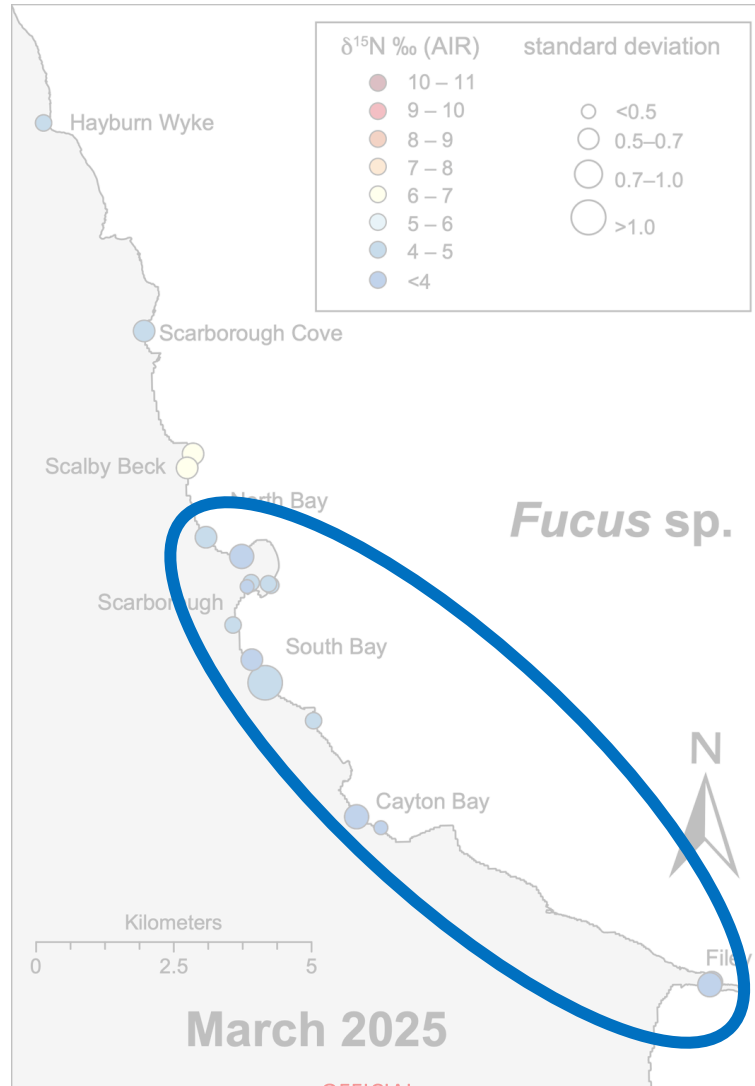 δ¹⁵N ‰ (AIR)
standard deviation
10 – 11
9 – 10
8 – 9
7 – 8
6 – 7
5 – 6
4 – 5
<4
<0.5
0.5–0.7
0.7–1.0
>1.0
Hayburn Wyke
Scarborough Cove
Scalby Beck
North Bay
Fucus sp.
Scarborough
South Bay
N
Cayton Bay
Kilometers
0 2.5 5
Filey
March 2025
OFFICIAL